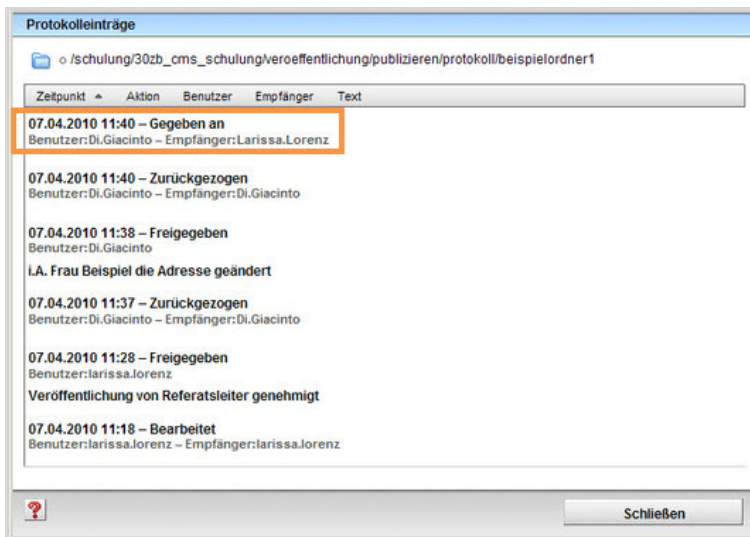 Protokolleinträge
o /schulung/30zb_cms_schulung/veroeffentlichung/publizieren/protokoll/beispielordner1
Zeitpunkt Aktion Benutzer Empfänger Text
07.04.2010 11:40 – Gegeben an
Benutzer:Di.Giacinto – Empfänger:Larissa.Lorenz
07.04.2010 11:40 – Zurückgezogen
Benutzer:Di.Giacinto – Empfänger:Di.Giacinto
07.04.2010 11:38 – Freigegeben
Benutzer:Di.Giacinto
i.A. Frau Beispiel die Adresse geändert
07.04.2010 11:37 – Zurückgezogen
Benutzer:Di.Giacinto – Empfänger:Di.Giacinto
07.04.2010 11:28 – Freigegeben
Benutzer:larissa.lorenz
Veröffentlichung von Referatsleiter genehmigt
07.04.2010 11:18 – Bearbeitet
Benutzer:larissa.lorenz – Empfänger:larissa.lorenz
?
Schließen